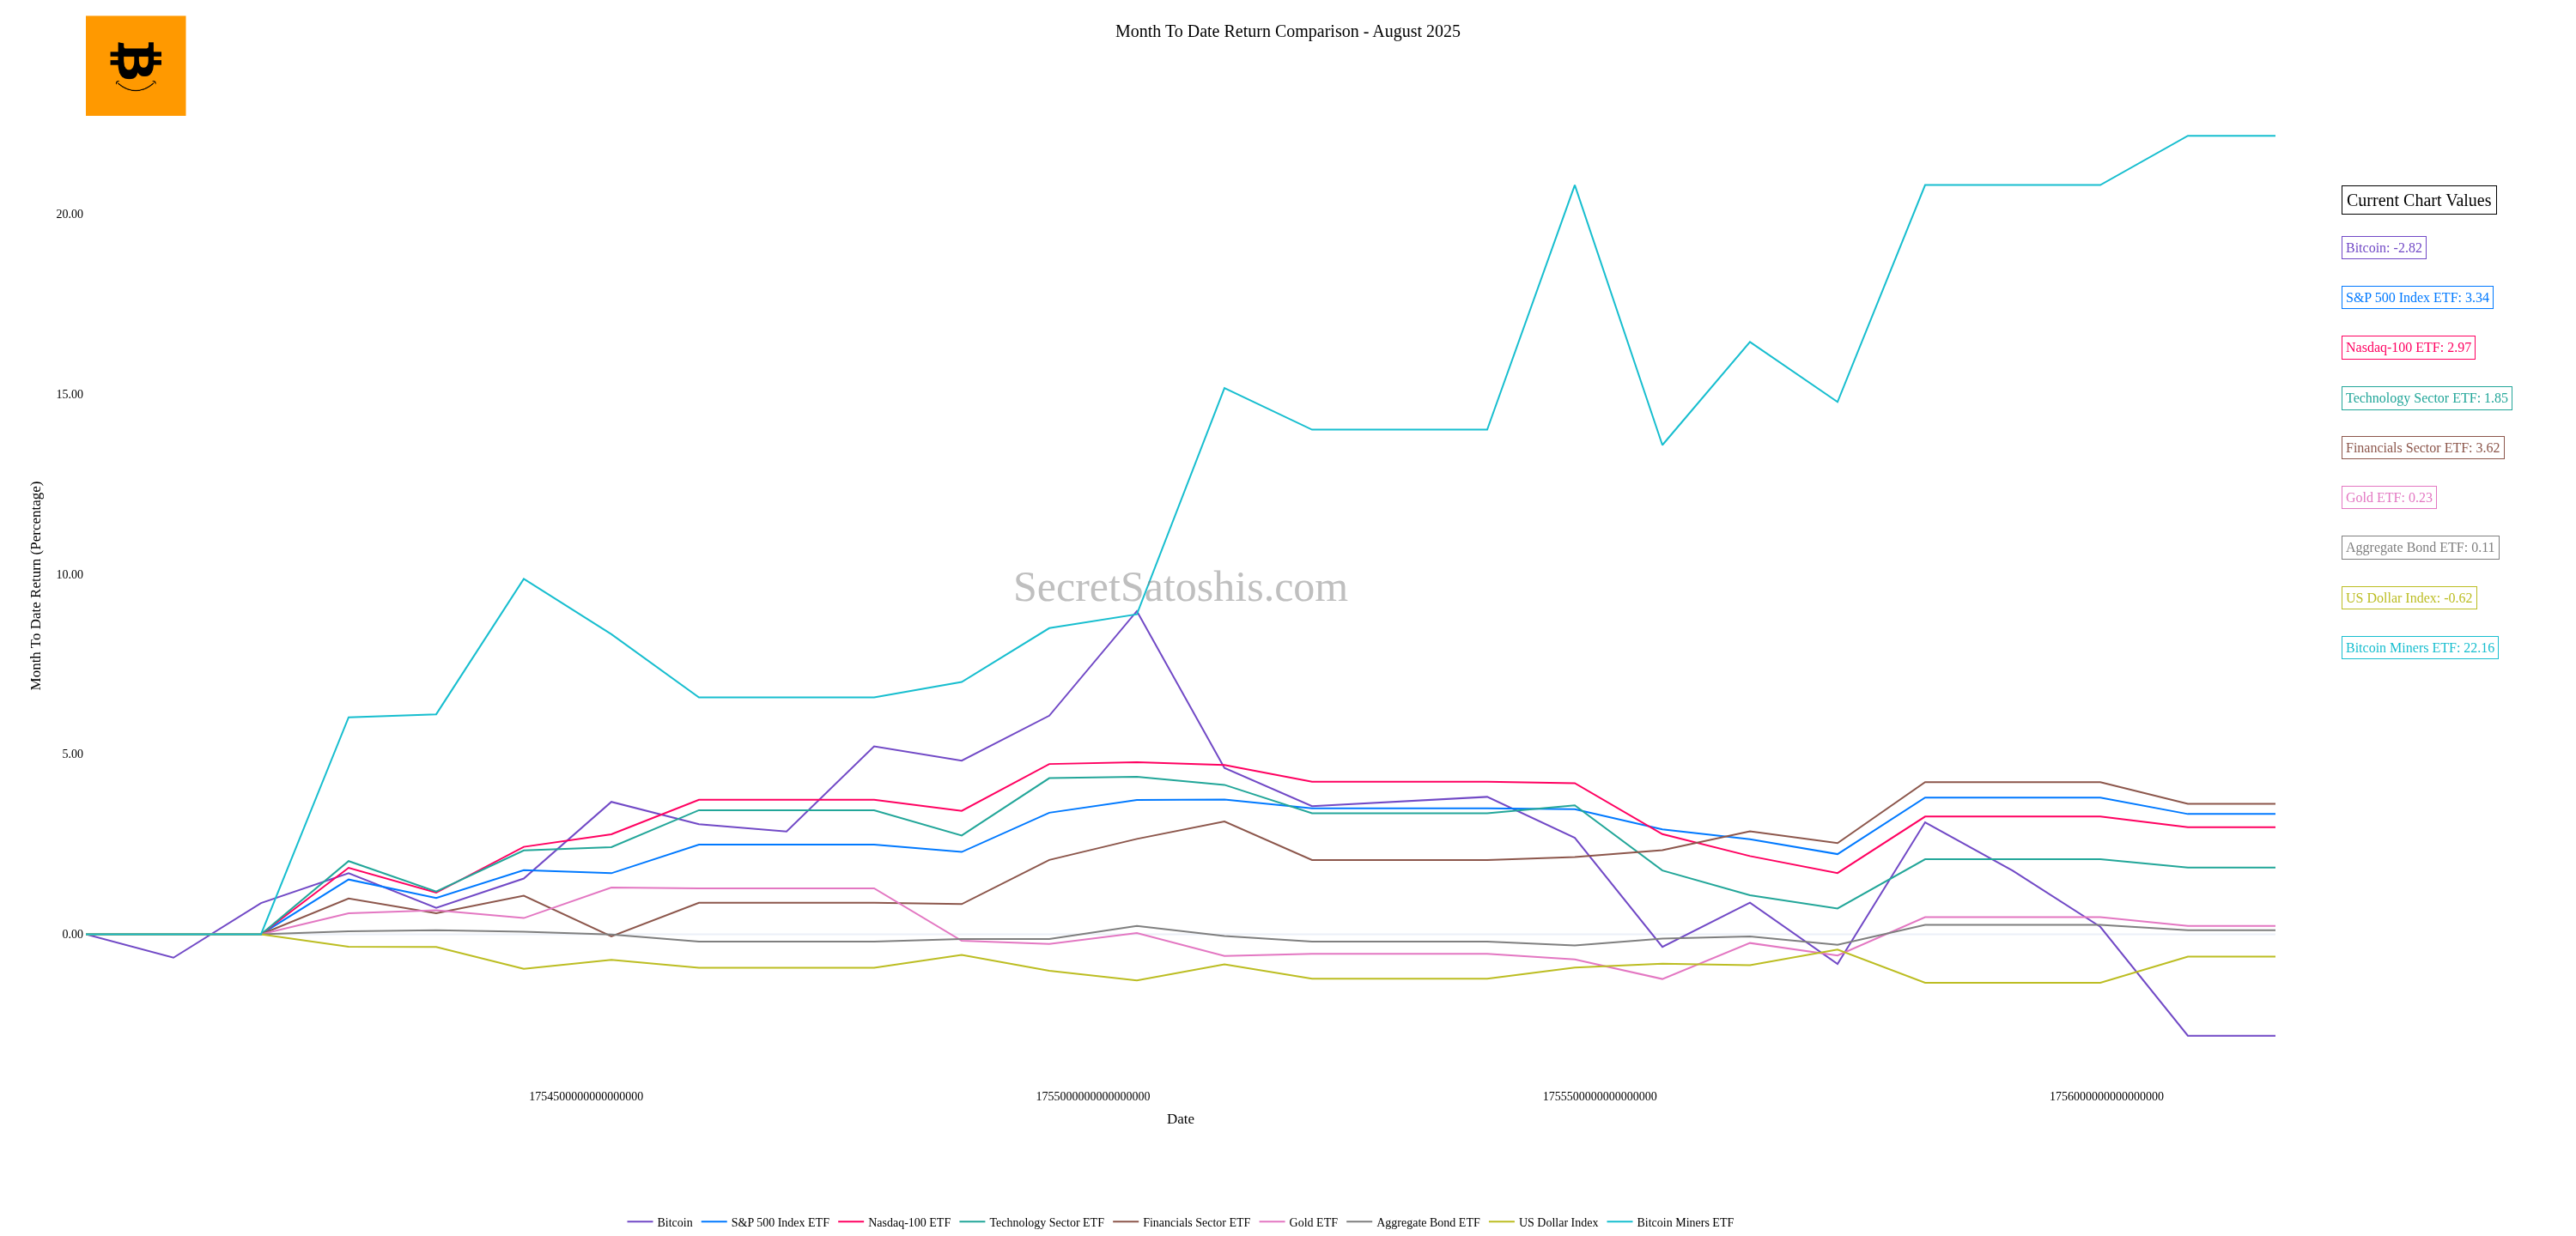 Month To Date Return Comparison - August 2025
20.00
15.00
10.00
5.00
0.00
Month To Date Return (Percentage)
SecretSatoshis.com
Current Chart Values
Bitcoin: -2.82
S&P 500 Index ETF: 3.34
Nasdaq-100 ETF: 2.97
Technology Sector ETF: 1.85
Financials Sector ETF: 3.62
Gold ETF: 0.23
Aggregate Bond ETF: 0.11
US Dollar Index: -0.62
Bitcoin Miners ETF: 22.16
1754500000000000000 1755000000000000000 1755500000000000000 1756000000000000000
Date
Bitcoin S&P 500 Index ETF Nasdaq-100 ETF Technology Sector ETF Financials Sector ETF Gold ETF Aggregate Bond ETF US Dollar Index Bitcoin Miners ETF